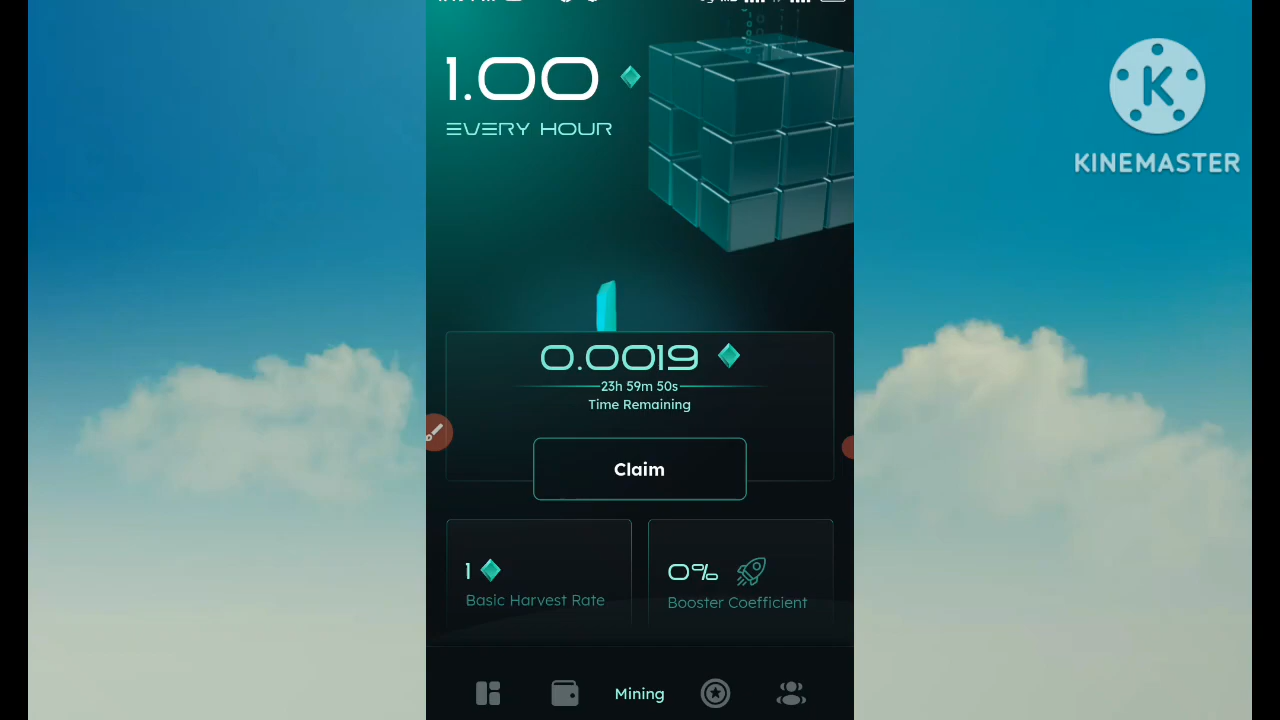 1.00
EVERY HOUR
KINEMASTER
0.0019
23h 59m 50s
Time Remaining
Claim
1
Basic Harvest Rate
0%
Booster Coefficient
Mining